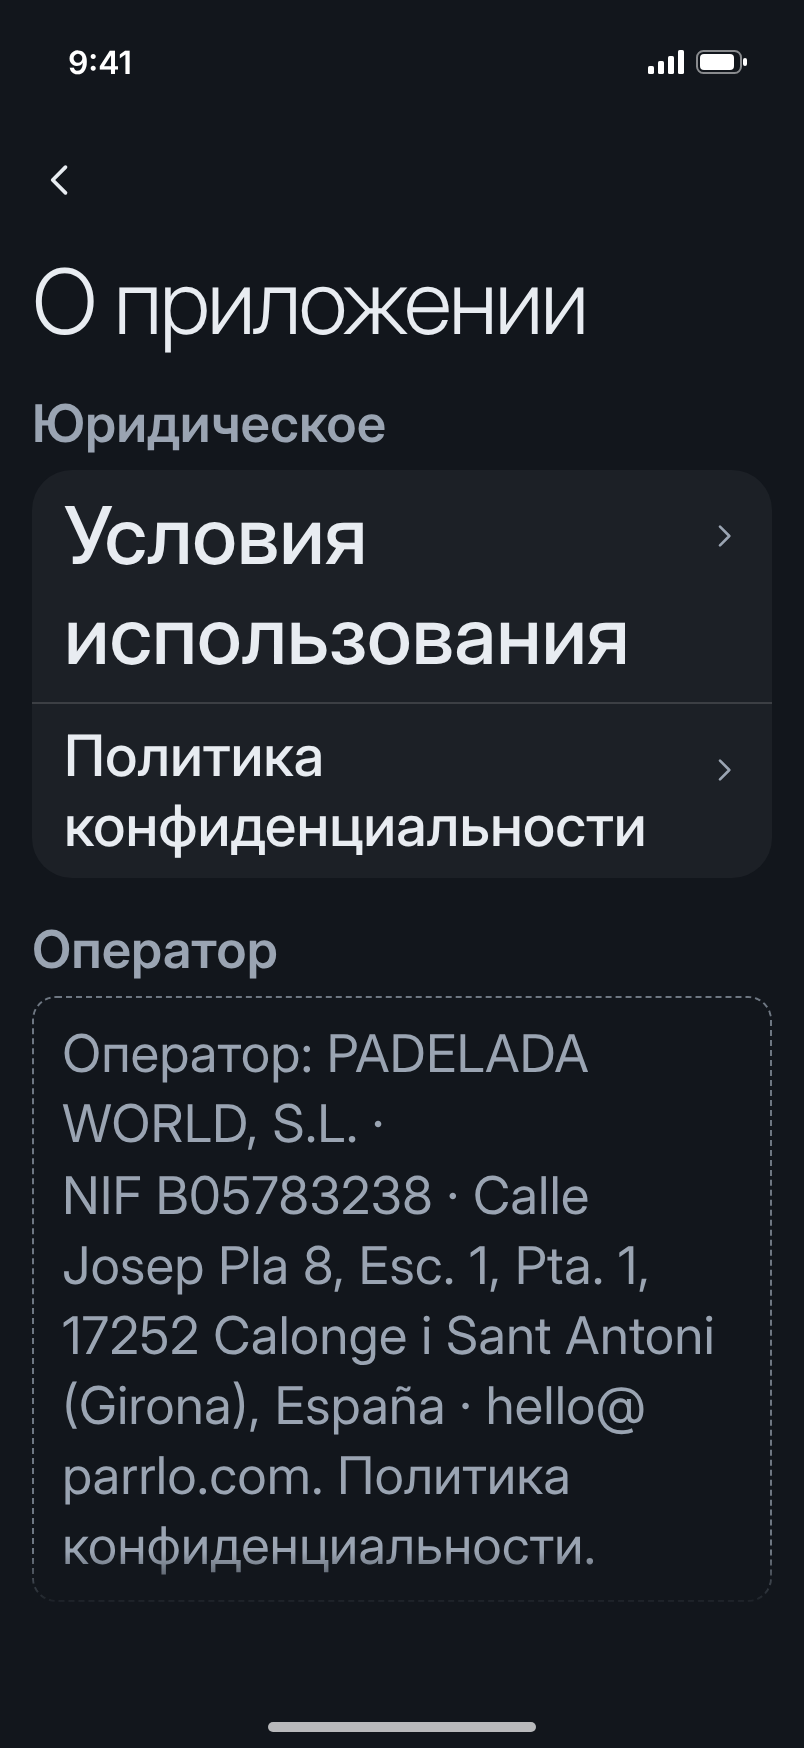 9:41
О приложении
Юридическое
Условия
использования
Политика
конфиденциальности
Оператор
Оператор: PADELADA
WORLD, S.L. ·
NIF B05783238 · Calle
Josep Pla 8, Esc. 1, Pta. 1,
17252 Calonge i Sant Antoni
(Girona), España · hello@
parrlo.com. Политика
конфиденциальности.